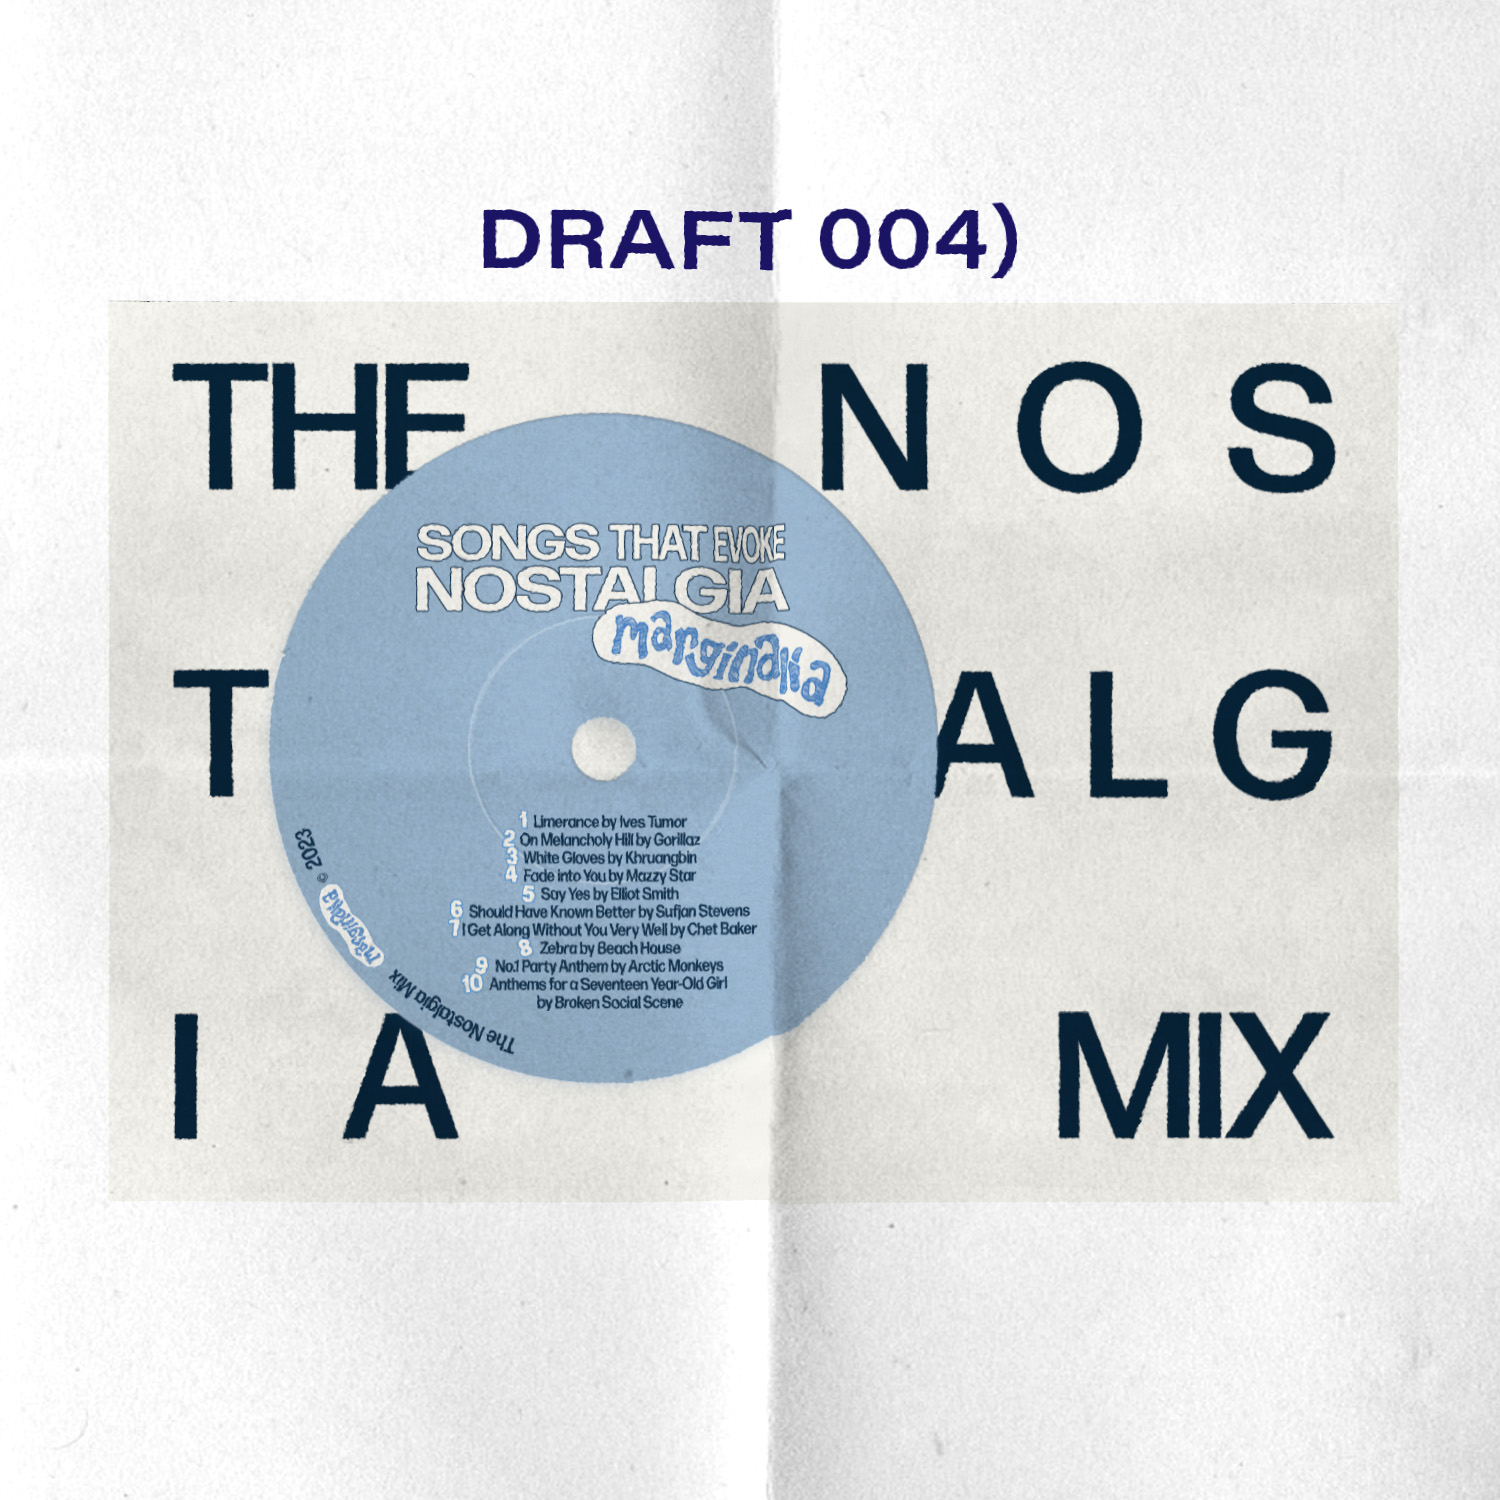 DRAFT 004)
THE N O S
T A L G
I A MIX
SONGS THAT EVOKE
NOSTALGIA
marginalia
1 Limerance by Ives Tumor
2 On Melancholy Hill by Gorillaz
3 White Gloves by Khruangbin
4 Fade into You by Mazzy Star
5 Say Yes by Elliot Smith
6 Should Have Known Better by Sufjan Stevens
7 I Get Along Without You Very Well by Chet Baker
8 Zebra by Beach House
9 No.1 Party Anthem by Arctic Monkeys
10 Anthems for a Seventeen Year-Old Girl
by Broken Social Scene
The Nostalgia Mix marginalia © 2023